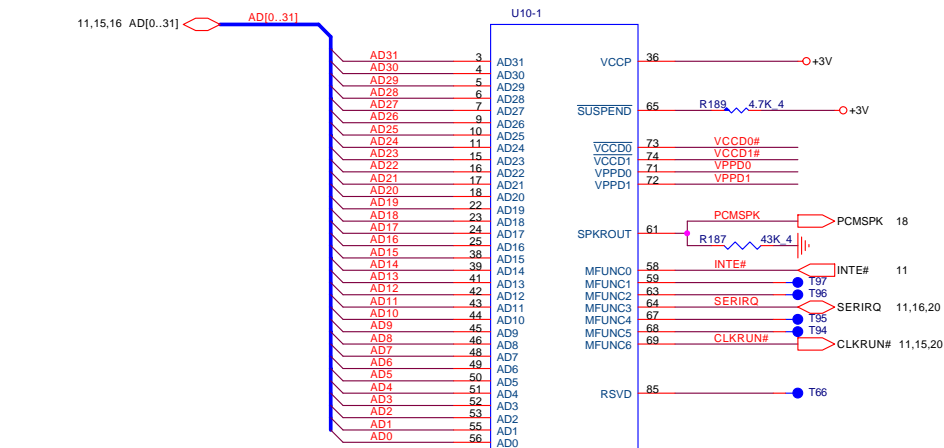 U10-1
11,15,16 AD[0..31] AD[0..31]
AD31 3 AD31 VCCP 36 +3V
AD30 4 AD30
AD29 5 AD29
AD28 6 AD28
AD27 7 AD27 SUSPEND 65 R189 4.7K_4 +3V
AD26 9 AD26
AD25 10 AD25
AD24 11 AD24 VCCD0 73 VCCD0#
AD23 15 AD23 VCCD1 74 VCCD1#
AD22 16 AD22 VPPD0 71 VPPD0
AD21 17 AD21 VPPD1 72 VPPD1
AD20 18 AD20
AD19 22 AD19
AD18 23 AD18 PCMSPK PCMSPK 18
AD17 24 AD17 SPKROUT 61
AD16 25 AD16 R187 43K_4
AD15 38 AD15
AD14 39 AD14 MFUNC0 58 INTE# INTE# 11
AD13 41 AD13 MFUNC1 59 T97
AD12 42 AD12 MFUNC2 63 T96
AD11 43 AD11 MFUNC3 64 SERIRQ SERIRQ 11,16,20
AD10 44 AD10 MFUNC4 67 T95
AD9 45 AD9 MFUNC5 68 T94
AD8 46 AD8 MFUNC6 69 CLKRUN# CLKRUN# 11,15,20
AD7 48 AD7
AD6 49 AD6
AD5 50 AD5
AD4 51 AD4 RSVD 85 T66
AD3 52 AD3
AD2 53 AD2
AD1 55 AD1
AD0 56 AD0